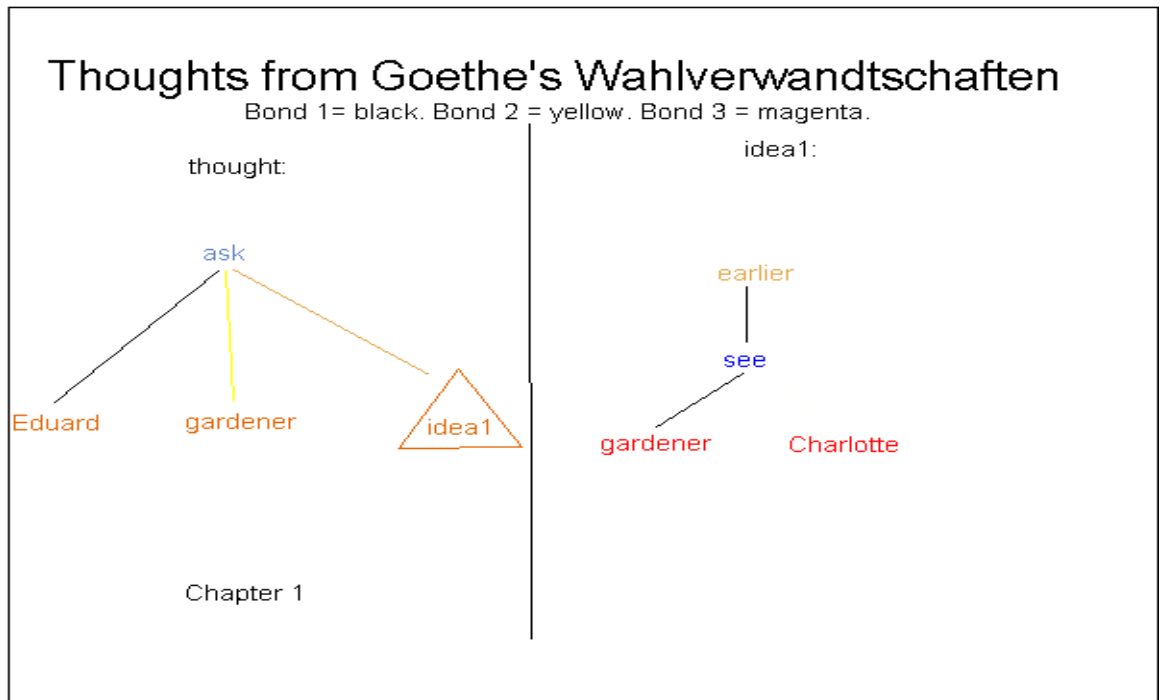 Thoughts from Goethe's Wahlverwandtschaften
Bond 1= black. Bond 2 = yellow. Bond 3 = magenta.
thought:
ask
Eduard
gardener
idea1
Chapter 1
idea1:
earlier
see
gardener
Charlotte